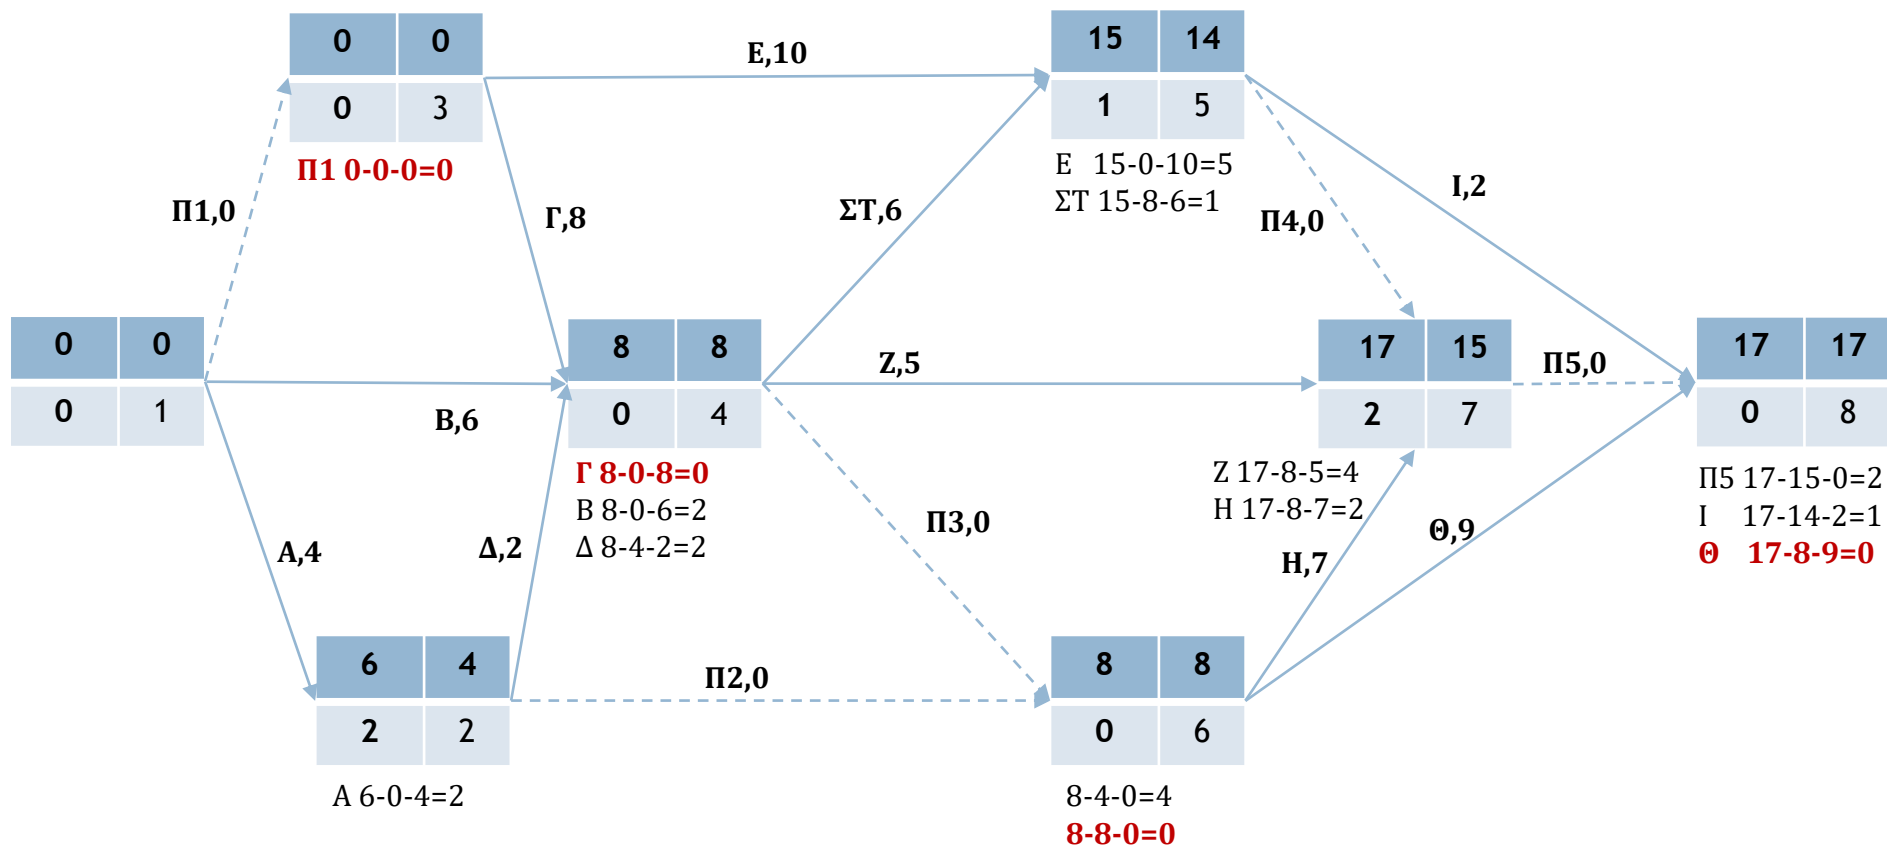 0 0
0 3
Π1 0-0-0=0
Ε,10
15 14
1 5
Ε 15-0-10=5
ΣΤ 15-8-6=1
Π1,0
Γ,8
ΣΤ,6
Π4,0
Ι,2
0 0
0 1
Β,6
8 8
0 4
Γ 8-0-8=0
Β 8-0-6=2
Δ 8-4-2=2
Ζ,5
17 15
2 7
Ζ 17-8-5=4
Η 17-8-7=2
Π5,0
17 17
0 8
Π5 17-15-0=2
Ι 17-14-2=1
Θ 17-8-9=0
Α,4
Δ,2
Π3,0
Η,7
Θ,9
6 4
2 2
Α 6-0-4=2
Π2,0
8 8
0 6
8-4-0=4
8-8-0=0